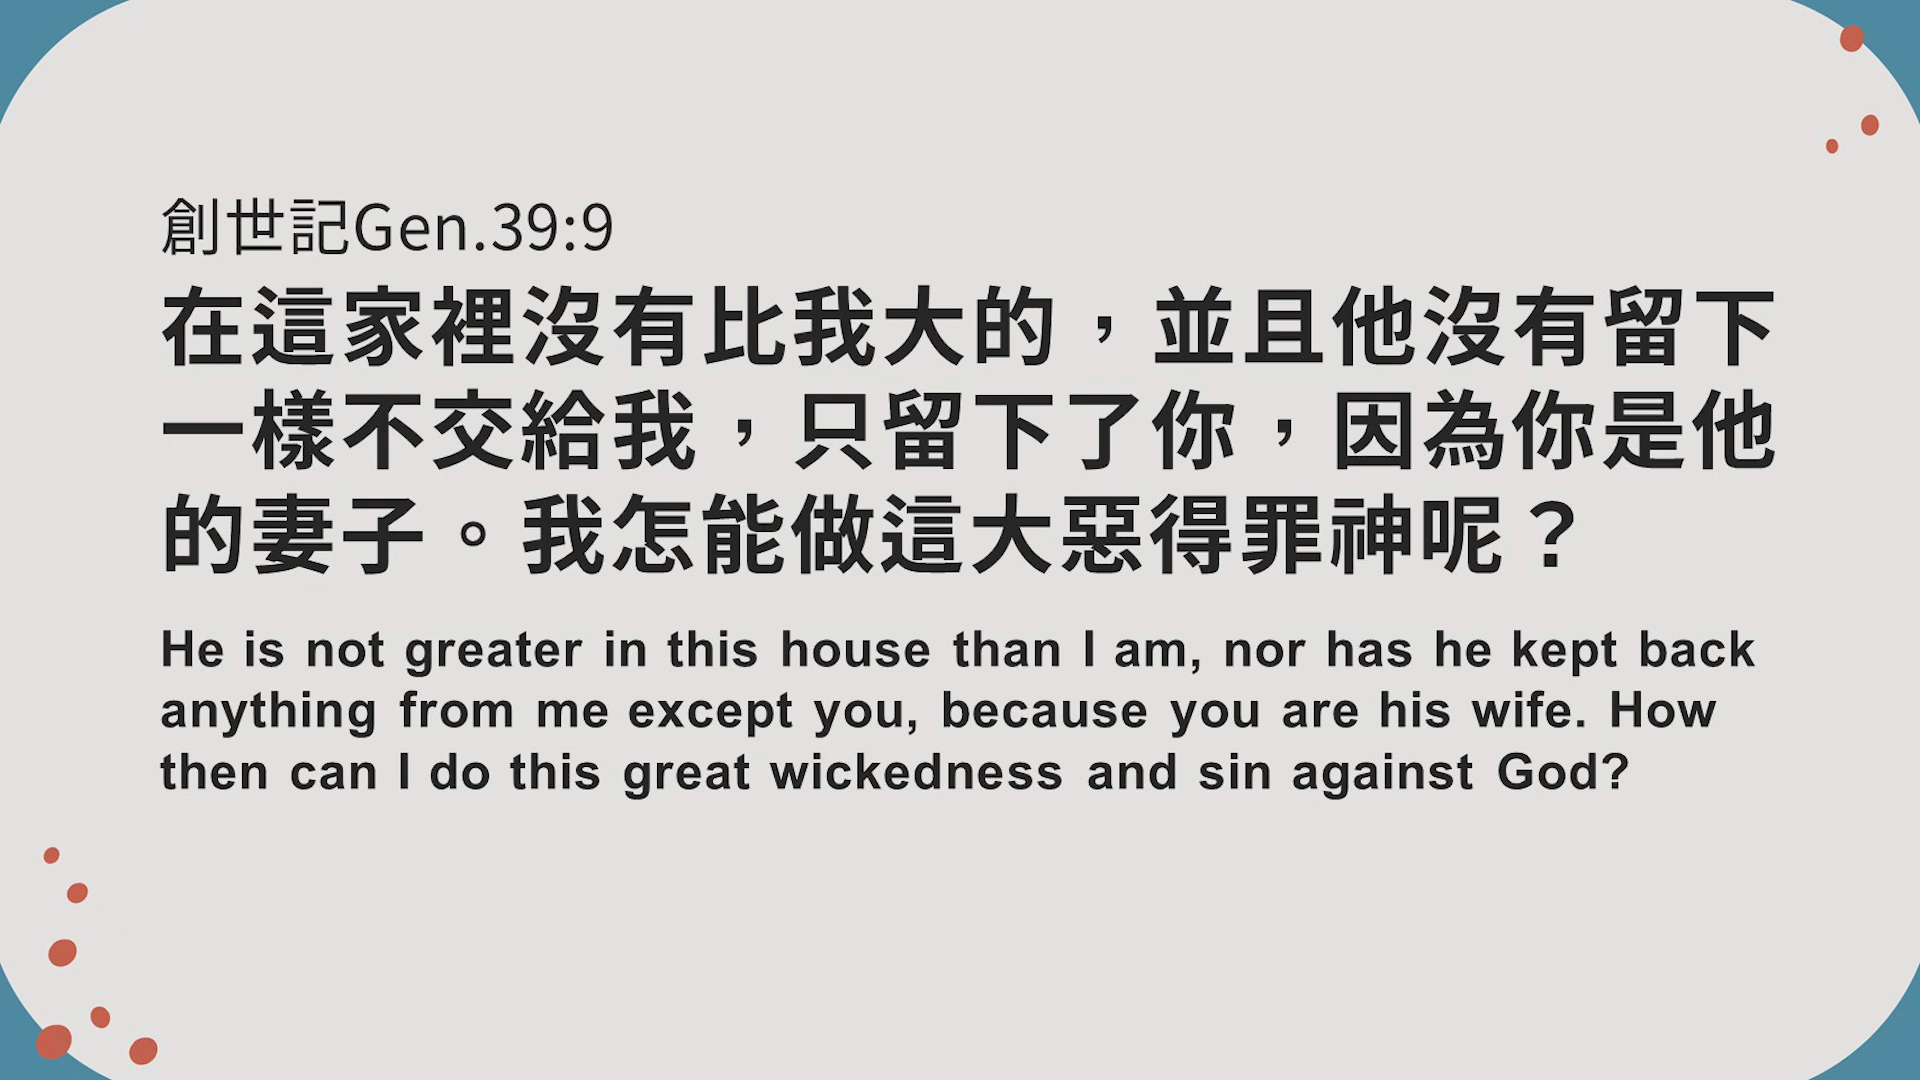 創世記Gen.39:9
在這家裡沒有比我大的，並且他沒有留下
一樣不交給我，只留下了你，因為你是他
的妻子。我怎能做這大惡得罪神呢？
He is not greater in this house than I am, nor has he kept back
anything from me except you, because you are his wife. How
then can I do this great wickedness and sin against God?